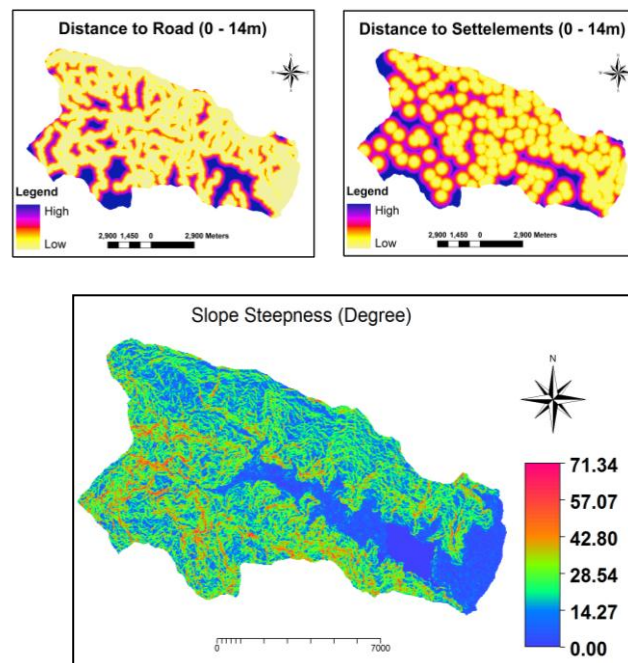 Distance to Road (0 - 14m)
Legend
High
Low
2,900 1,450 0 2,900 Meters
Distance to Settelements (0 - 14m)
Legend
High
Low
2,900 1,450 0 2,900 Meters
Slope Steepness (Degree)
N
71.34
57.07
42.80
28.54
14.27
0.00
0 7000